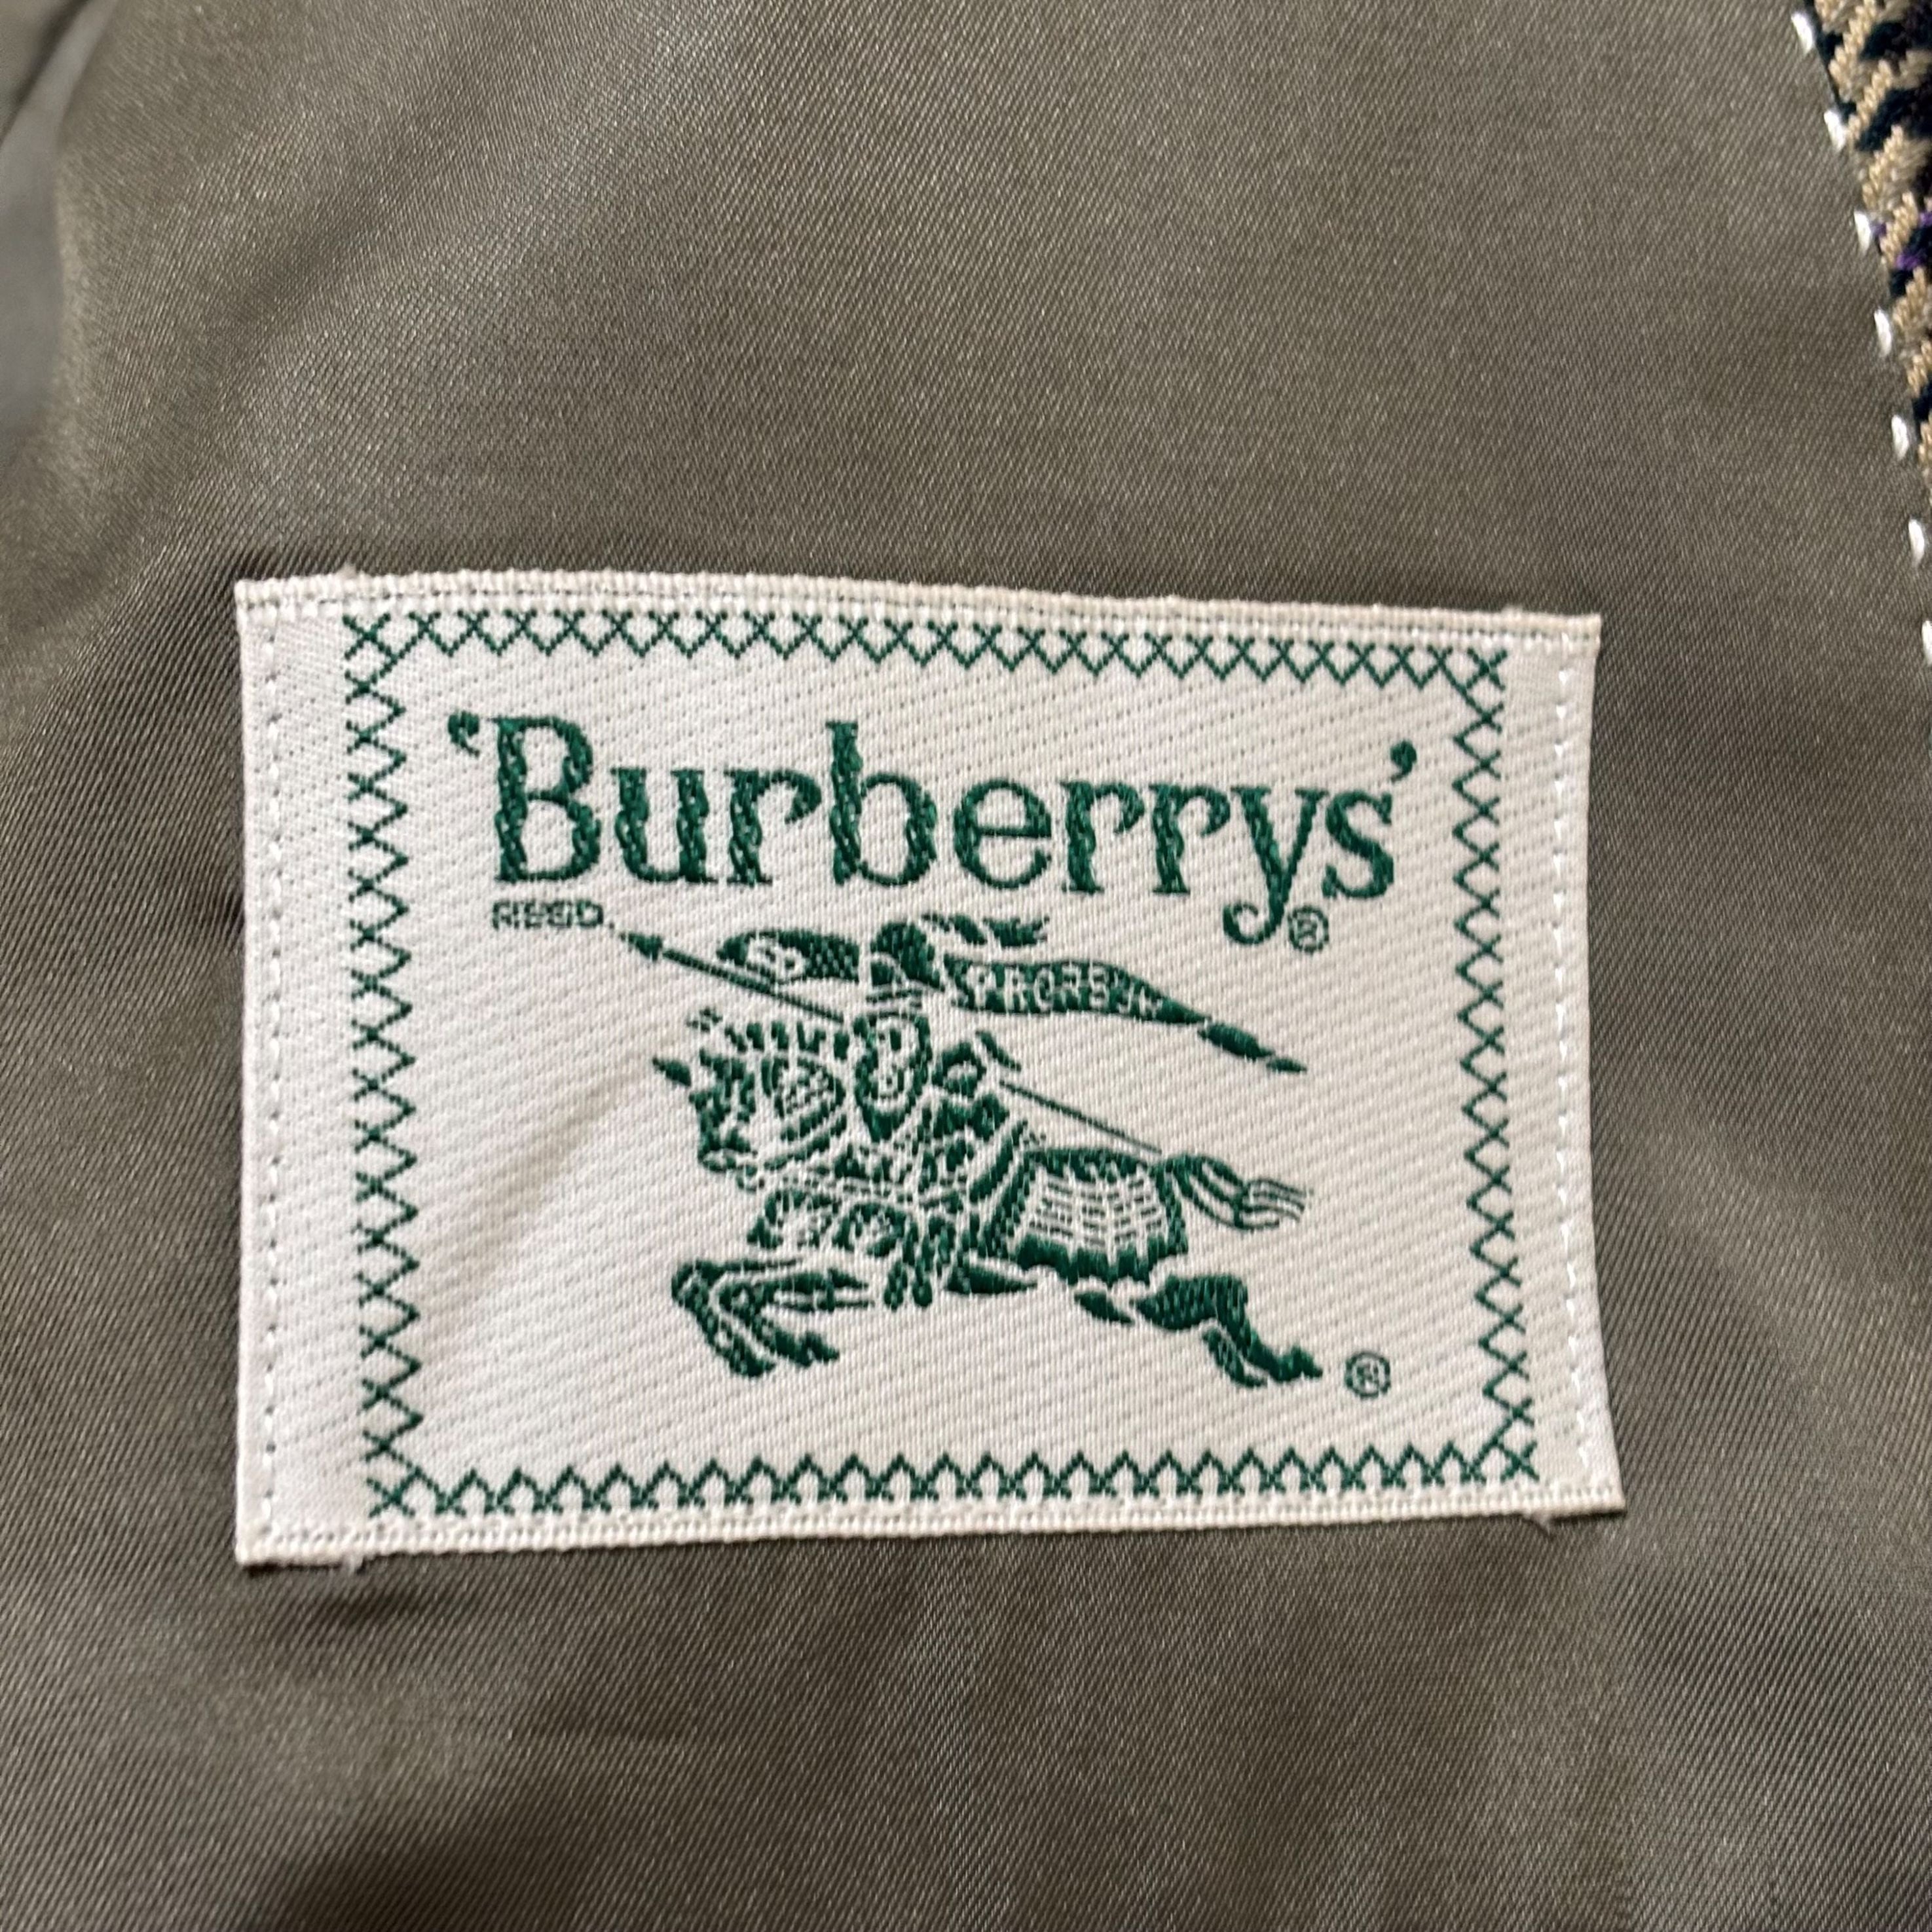 'Burberrys'
REGD. ®
PRORSUM
®